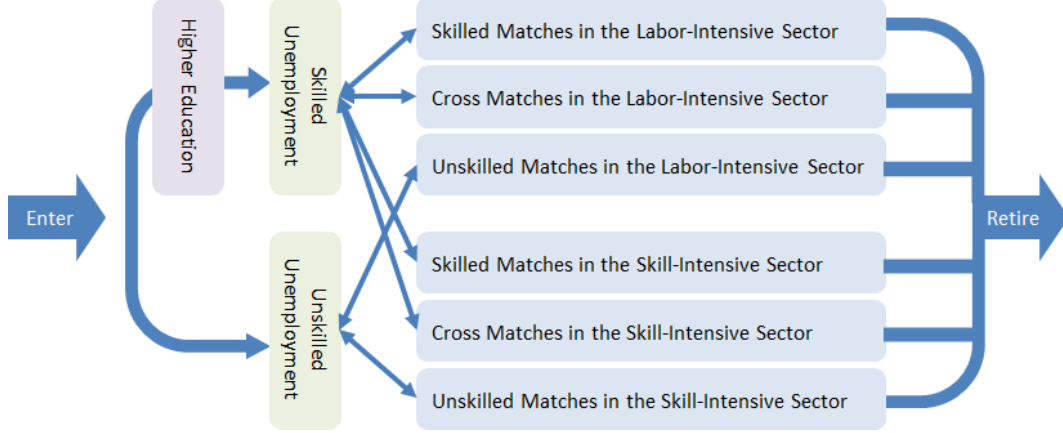 Enter
Higher Education
Skilled
Unemployment
Unskilled
Unemployment
Skilled Matches in the Labor-Intensive Sector
Cross Matches in the Labor-Intensive Sector
Unskilled Matches in the Labor-Intensive Sector
Skilled Matches in the Skill-Intensive Sector
Cross Matches in the Skill-Intensive Sector
Unskilled Matches in the Skill-Intensive Sector
Retire